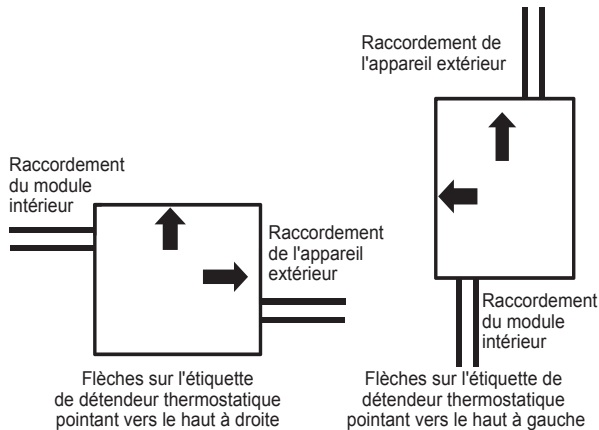 Raccordement
du module
intérieur
Raccordement
de l'appareil
extérieur
Flèches sur l'étiquette
de détendeur thermostatique
pointant vers le haut à droite
Raccordement de
l'appareil extérieur
Raccordement
du module
intérieur
Flèches sur l'étiquette de
détendeur thermostatique
pointant vers le haut à gauche